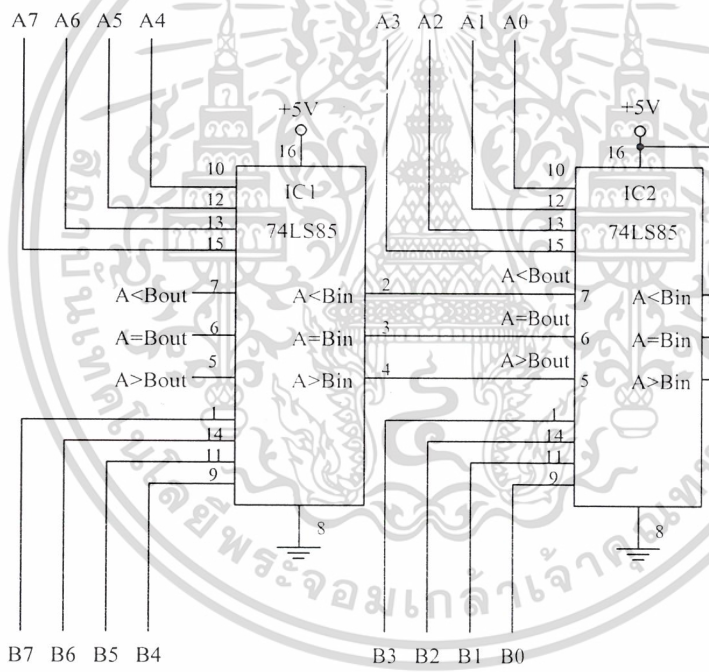 A7 A6 A5 A4 A3 A2 A1 A0
+5V +5V
16 16
10 10
IC1 IC2
12 12
13 74LS85 13 74LS85
15 15
A<Bout
A<Bout 7 A<Bin 2 7 A<Bin
A=Bout
A=Bout 6 A=Bin 3 6 A=Bin
A>Bout
A>Bout 5 A>Bin 4 5 A>Bin
1 1
14 14
11 11
9 9
8 8
B7 B6 B5 B4 B3 B2 B1 B0